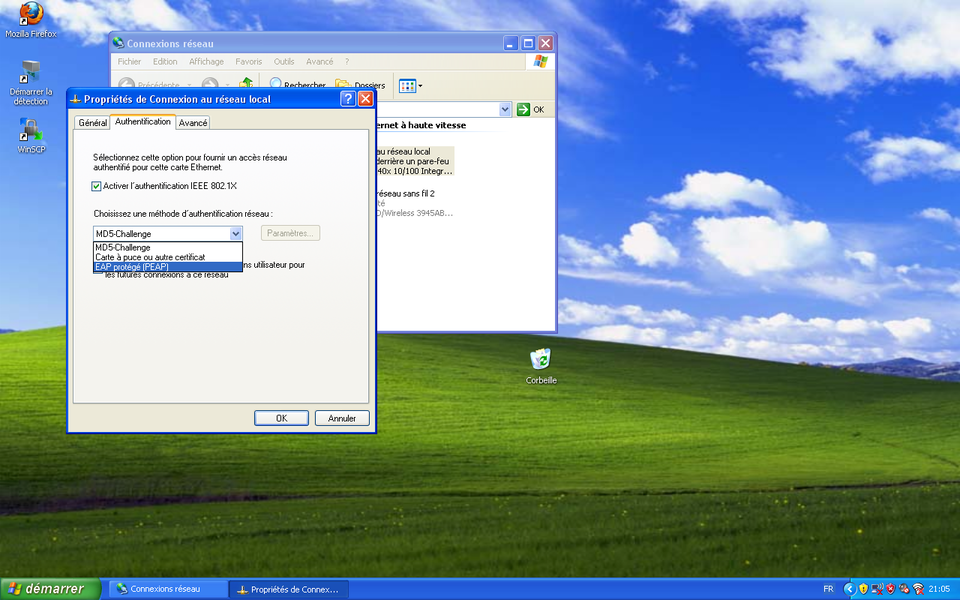 Mozilla Firefox
Démarrer la
détection
WinSCP
Corbeille
Connexions réseau
Fichier Edition Affichage Favoris Outils Avancé ?
Précédente Rechercher Dossiers
OK
ernet à haute vitesse
au réseau local
derrière un pare-feu
40x 10/100 Integr...
réseau sans fil 2
té
D/Wireless 3945AB...
Propriétés de Connexion au réseau local
Général Authentification Avancé
Sélectionnez cette option pour fournir un accès réseau
authentifié pour cette carte Ethernet.
Activer l'authentification IEEE 802.1X
Choisissez une méthode d'authentification réseau :
MD5-Challenge
Paramètres...
MD5-Challenge
Carte à puce ou autre certificat
EAP protégé (PEAP)
ns utilisateur pour
les futures connexions à ce réseau
OK Annuler
démarrer
Connexions réseau
Propriétés de Connex...
FR
21:05